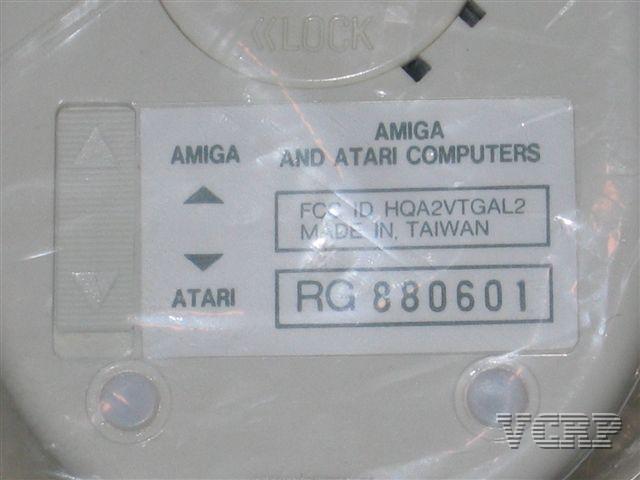 «LOCK
AMIGA
AMIGA
AND ATARI COMPUTERS
FCC ID HQA2VTGAL2
MADE IN, TAIWAN
ATARI
RG 880601
VCRP